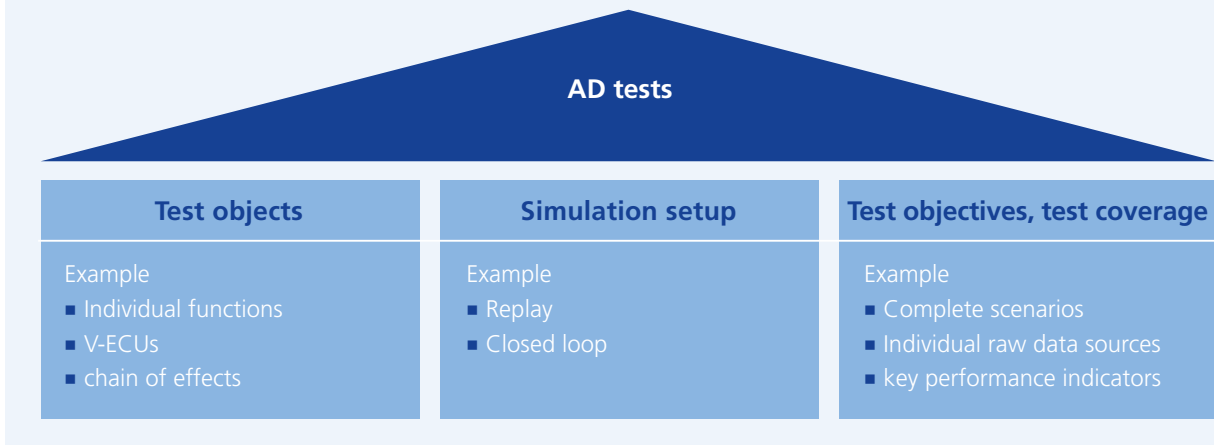 AD tests
Test objects
Example
■ Individual functions
■ V-ECUs
■ chain of effects
Simulation setup
Example
■ Replay
■ Closed loop
Test objectives, test coverage
Example
■ Complete scenarios
■ Individual raw data sources
■ key performance indicators